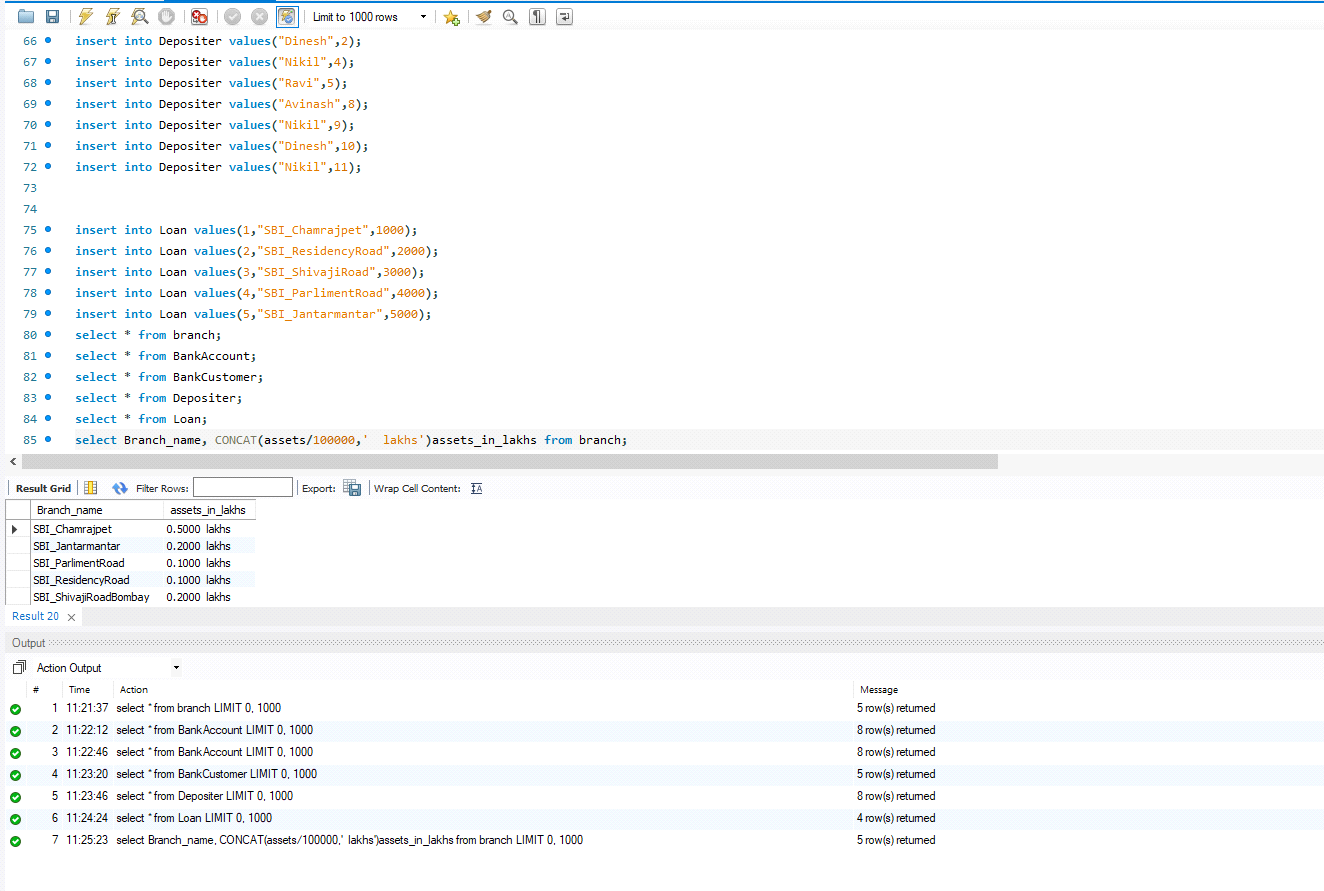 Limit to 1000 rows
66 insert into Depositer values("Dinesh",2);
67 insert into Depositer values("Nikil",4);
68 insert into Depositer values("Ravi",5);
69 insert into Depositer values("Avinash",8);
70 insert into Depositer values("Nikil",9);
71 insert into Depositer values("Dinesh",10);
72 insert into Depositer values("Nikil",11);
73
74
75 insert into Loan values(1,"SBI_Chamrajpet",1000);
76 insert into Loan values(2,"SBI_ResidencyRoad",2000);
77 insert into Loan values(3,"SBI_ShivajiRoad",3000);
78 insert into Loan values(4,"SBI_ParlimentRoad",4000);
79 insert into Loan values(5,"SBI_Jantarmantar",5000);
80 select * from branch;
81 select * from BankAccount;
82 select * from BankCustomer;
83 select * from Depositer;
84 select * from Loan;
85 select Branch_name, CONCAT(assets/100000,'  lakhs')assets_in_lakhs from branch;
Result Grid Filter Rows: Export: Wrap Cell Content:
Branch_name assets_in_lakhs
SBI_Chamrajpet 0.5000  lakhs
SBI_Jantarmantar 0.2000  lakhs
SBI_ParlimentRoad 0.1000  lakhs
SBI_ResidencyRoad 0.1000  lakhs
SBI_ShivajiRoadBombay 0.2000  lakhs
Result 20
Output
Action Output
# Time Action Message
1 11:21:37 select * from branch LIMIT 0, 1000 5 row(s) returned
2 11:22:12 select * from BankAccount LIMIT 0, 1000 8 row(s) returned
3 11:22:46 select * from BankAccount LIMIT 0, 1000 8 row(s) returned
4 11:23:20 select * from BankCustomer LIMIT 0, 1000 5 row(s) returned
5 11:23:46 select * from Depositer LIMIT 0, 1000 8 row(s) returned
6 11:24:24 select * from Loan LIMIT 0, 1000 4 row(s) returned
7 11:25:23 select Branch_name, CONCAT(assets/100000,'  lakhs')assets_in_lakhs from branch LIMIT 0, 1000 5 row(s) returned